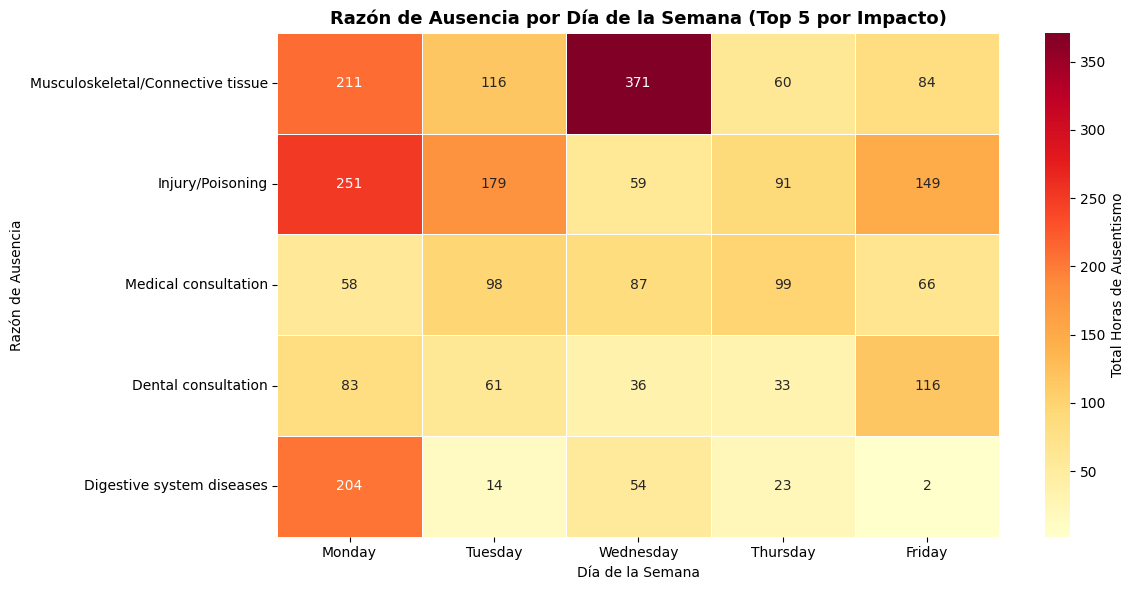 Razón de Ausencia por Día de la Semana (Top 5 por Impacto)
Musculoskeletal/Connective tissue 211 116 371 60 84
Injury/Poisoning 251 179 59 91 149
Medical consultation 58 98 87 99 66
Dental consultation 83 61 36 33 116
Digestive system diseases 204 14 54 23 2
Monday Tuesday Wednesday Thursday Friday
Día de la Semana
Razón de Ausencia
350
300
250
200
150
100
50
Total Horas de Ausentismo